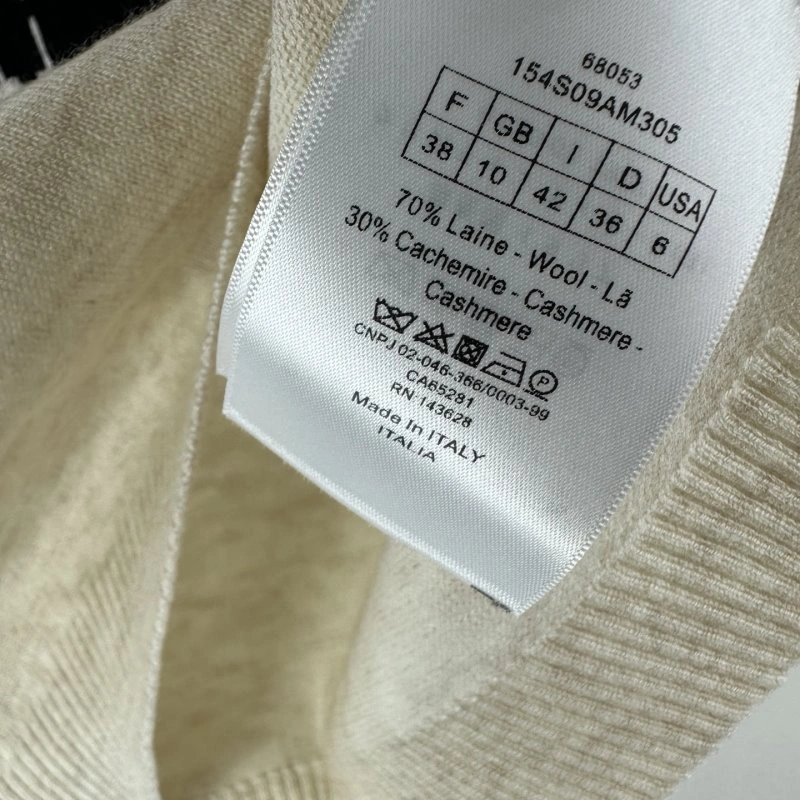 68053
154S09AM305
F GB I D USA
38 10 42 36 6
70% Laine - Wool - Lã
30% Cachemire - Cashmere -
Cashmere
P
CNPJ 02-046-366/0003-99
CA65281
RN 143628
Made In ITALY
ITALIA